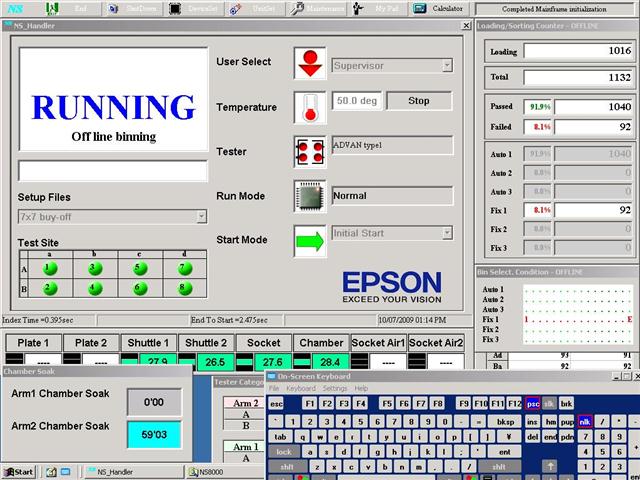 NS Exit End ShutDown DeviceSet UnitSet Maintenance My Pad Calculator Completed Mainframe initialization
NS_Handler
RUNNING
Off line binning
User Select Supervisor
Temperature 50.0 deg Stop
Tester ADVAN type1
Run Mode Normal
Start Mode Initial Start
Setup Files
7x7 buy-off
Test Site
a b c d
A 1 3 5 7
B 2 4 6 8
EPSON
EXCEED YOUR VISION
Index Time =0.395sec End To Start =2.475sec 10/07/2009 01:14 PM
Loading/Sorting Counter - OFFLINE
Loading 1016
Total 1132
Passed 91.9% 1040
Failed 8.1% 92
Auto 1 91.9% 1040
Auto 2 0.0% 0
Auto 3 0.0% 0
Fix 1 8.1% 92
Fix 2 0.0% 0
Fix 3 0.0% 0
Bin Select. Condition - OFFLINE
Auto 1
Auto 2
Auto 3
Fix 1 1 E
Fix 2
Fix 3
Plate 1 Plate 2 Shuttle 1 Shuttle 2 Socket Chamber Socket Air1 Socket Air2
---- ---- 27.9 26.5 27.6 28.4 ---- ----
Ad 93 91
Ba 92 92
Chamber Soak
Arm1 Chamber Soak 0'00
Arm2 Chamber Soak 59'03
Tester Catego
Arm 2
A
B
Arm 1
A
On-Screen Keyboard
File Keyboard Settings Help
esc F1 F2 F3 F4 F5 F6 F7 F8 F9 F10 F11 F12 psc slk brk
` 1 2 3 4 5 6 7 8 9 0 - = bksp ins hm pup nlk / *
tab q w e r t y u i o p [ ] ¥ del end pdn 7 8 9
lock a s d f g h j k l ; ' ent 4 5 6
shft z x c v b n m , . / shft 1 2 3
Start NS_Handler NS8000